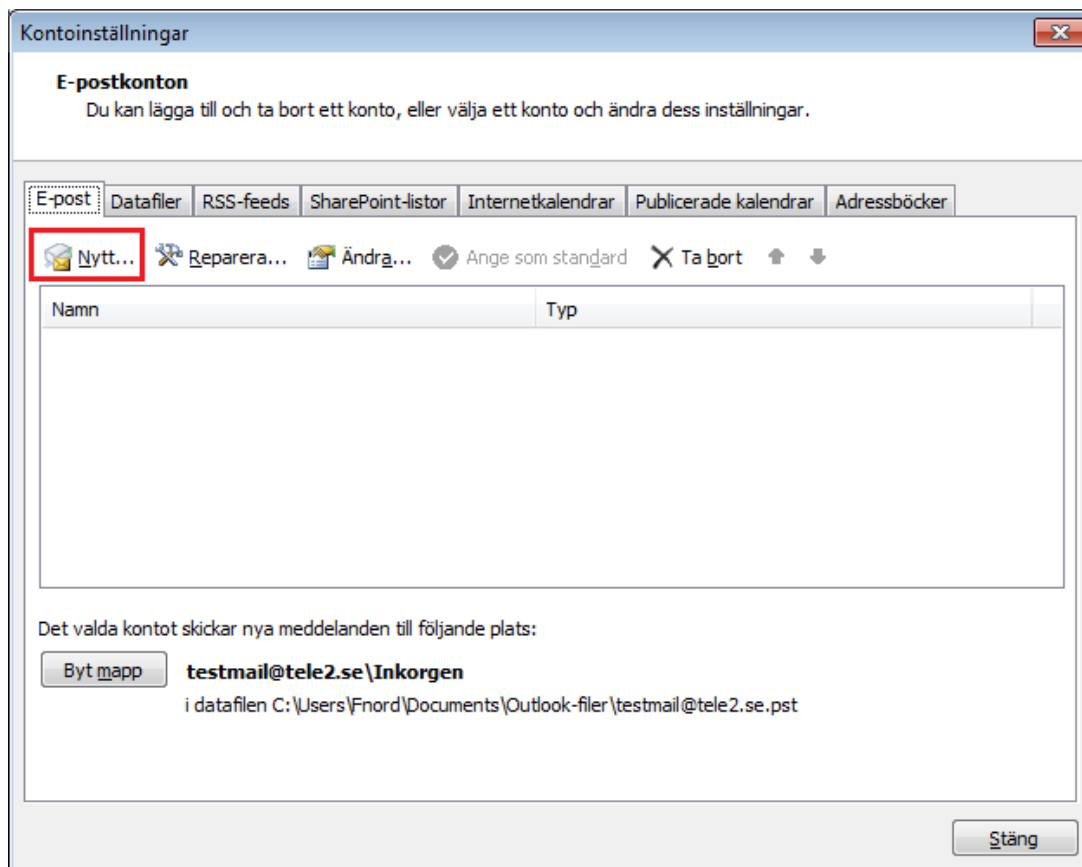 Kontoinställningar
E-postkonton
Du kan lägga till och ta bort ett konto, eller välja ett konto och ändra dess inställningar.
E-post Datafiler RSS-feeds SharePoint-listor Internetkalendrar Publicerade kalendrar Adressböcker
Nytt... Reparera... Ändra... Ange som standard Ta bort
Namn Typ
Det valda kontot skickar nya meddelanden till följande plats:
Byt mapp testmail@tele2.se\Inkorgen
i datafilen C:\Users\Fnord\Documents\Outlook-filer\testmail@tele2.se.pst
Stäng